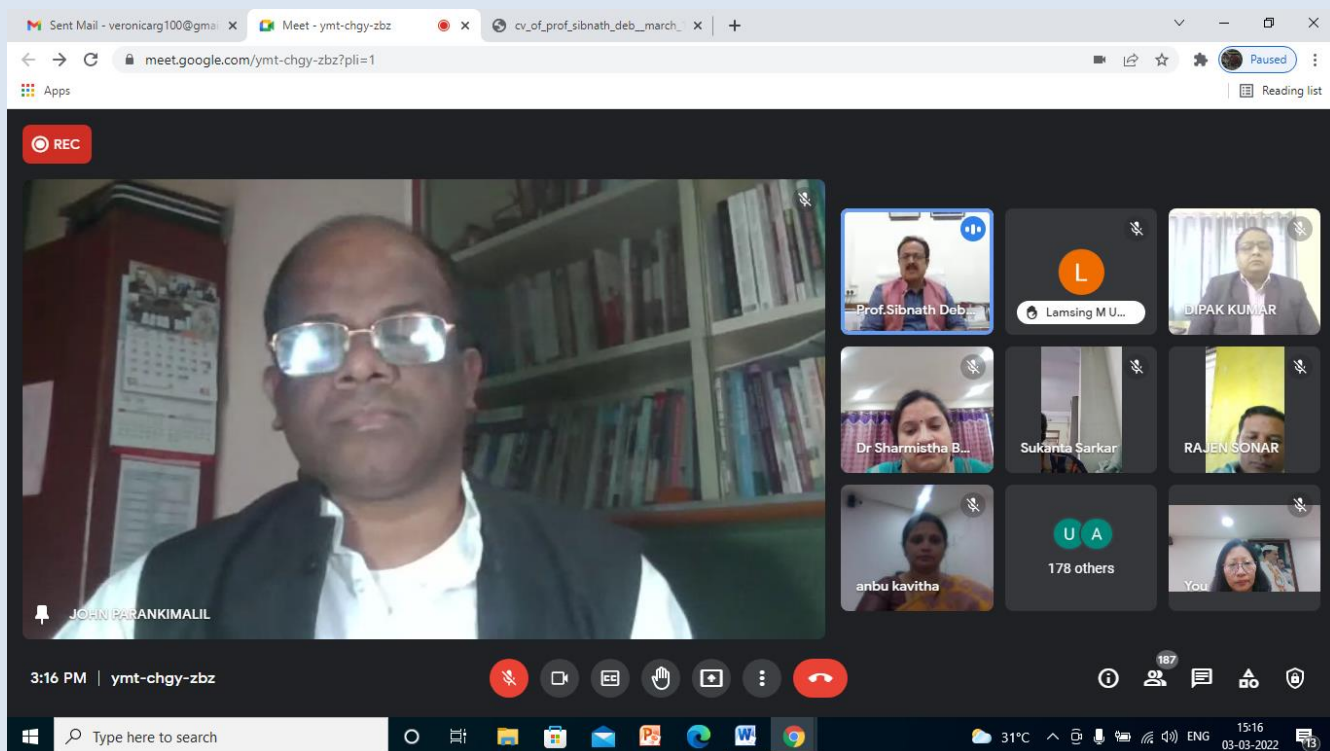 Sent Mail - veronicarg100@gmai
Meet - ymt-chgy-zbz
cv_of_prof_sibnath_deb__march_
meet.google.com/ymt-chgy-zbz?pli=1
Paused
Apps
Reading list
REC
JOHN PARANKIMALIL
Prof.Sibnath Deb...
L
Lamsing M U...
DIPAK KUMAR
Dr Sharmistha B...
Sukanta Sarkar
RAJEN SONAR
anbu kavitha
U A
178 others
You
3:16 PM | ymt-chgy-zbz
CC
187
Type here to search
31°C
ENG
15:16
03-03-2022
13